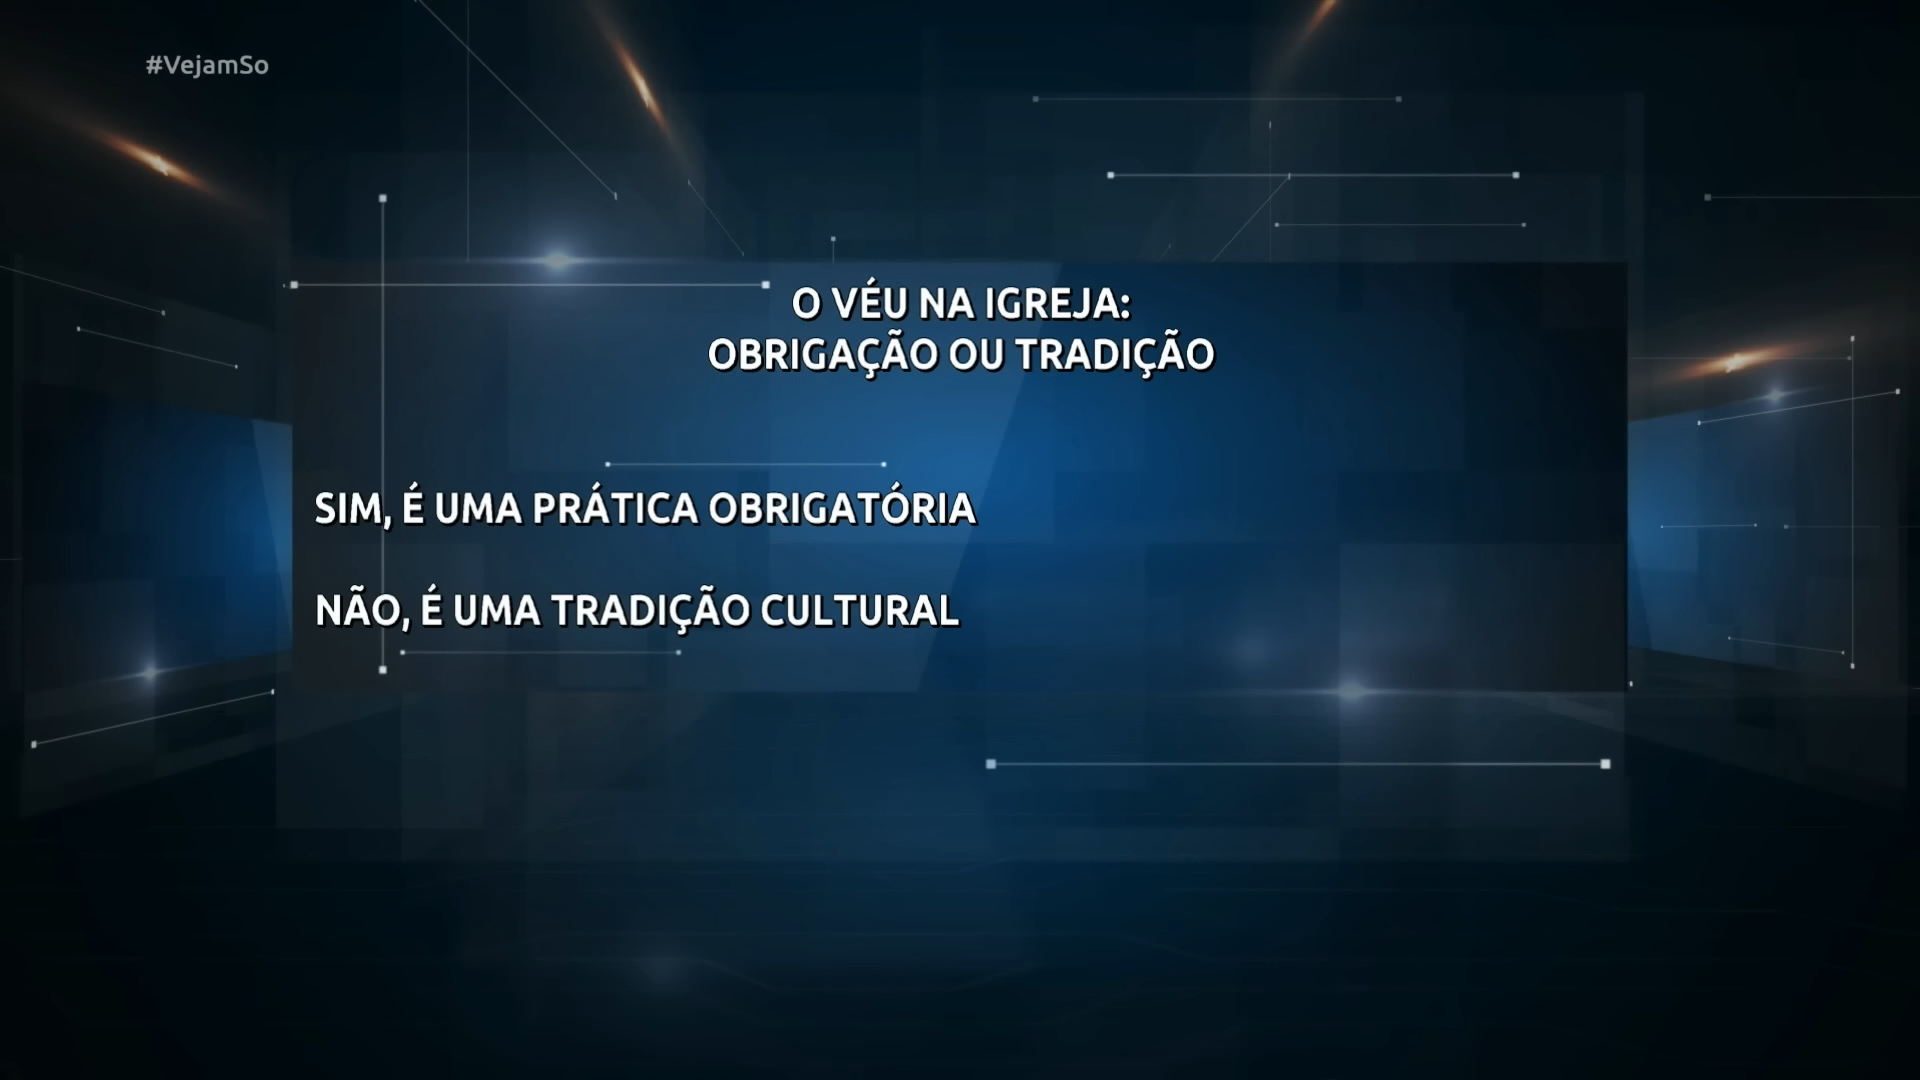 #VejamSo
O VÉU NA IGREJA:
OBRIGAÇÃO OU TRADIÇÃO
SIM, É UMA PRÁTICA OBRIGATÓRIA
NÃO, É UMA TRADIÇÃO CULTURAL